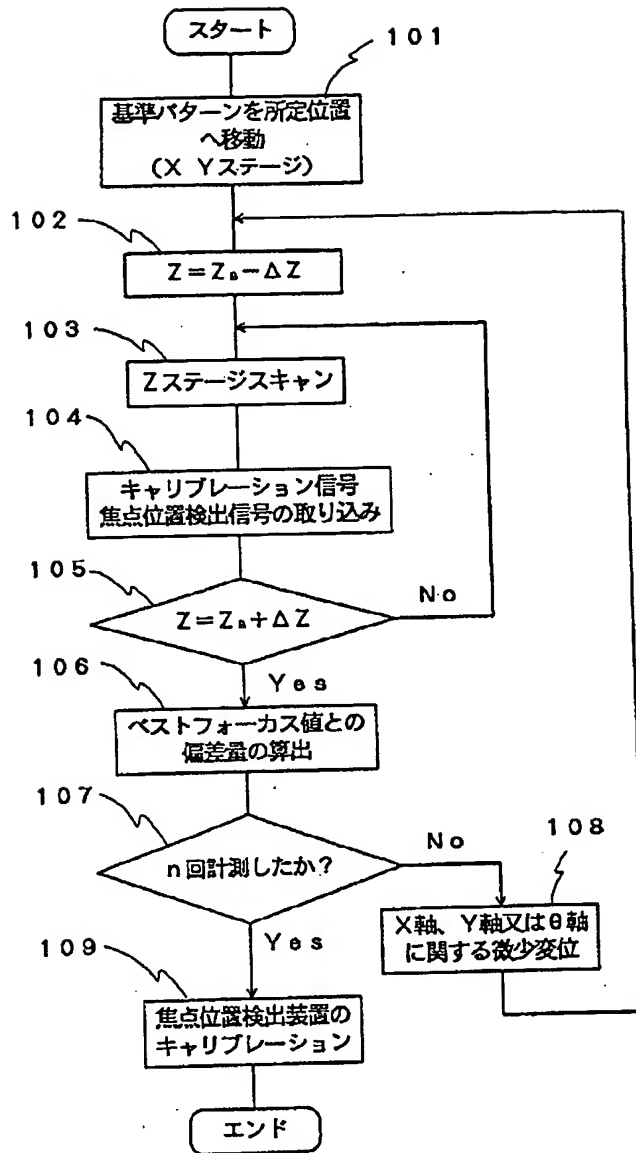 スタート
101
基準パターンを所定位置
へ移動
(X Yステージ)
102
Z=Z₀-ΔZ
103
Zステージスキャン
104
キャリブレーション信号
焦点位置検出信号の取り込み
105
Z=Z₀+ΔZ
No
Yes
106
ベストフォーカス値との
偏差量の算出
107
n回計測したか?
No
108
X軸、Y軸又はθ軸
に関する微少変位
Yes
109
焦点位置検出装置の
キャリブレーション
エンド